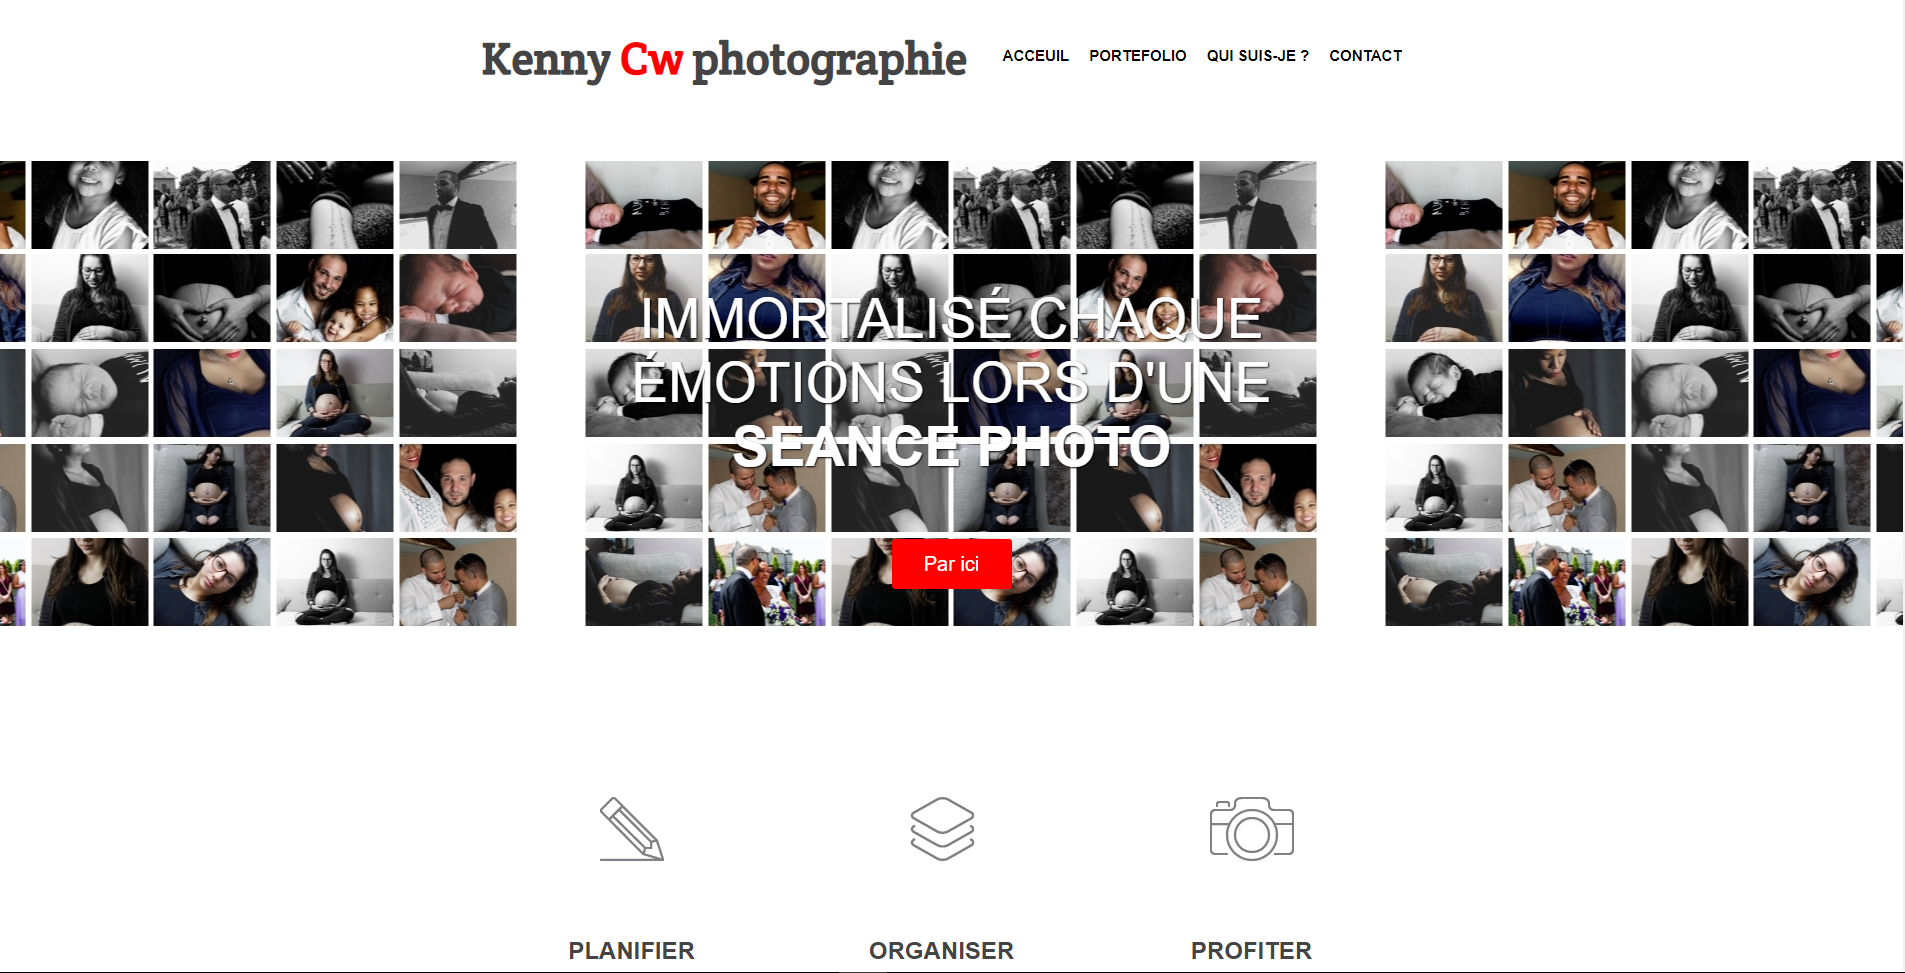 Kenny Cw photographie
ACCEUIL PORTEFOLIO QUI SUIS-JE ? CONTACT
IMMORTALISÉ CHAQUE
ÉMOTIONS LORS D'UNE
SEANCE PHOTO
Par ici
PLANIFIER ORGANISER PROFITER